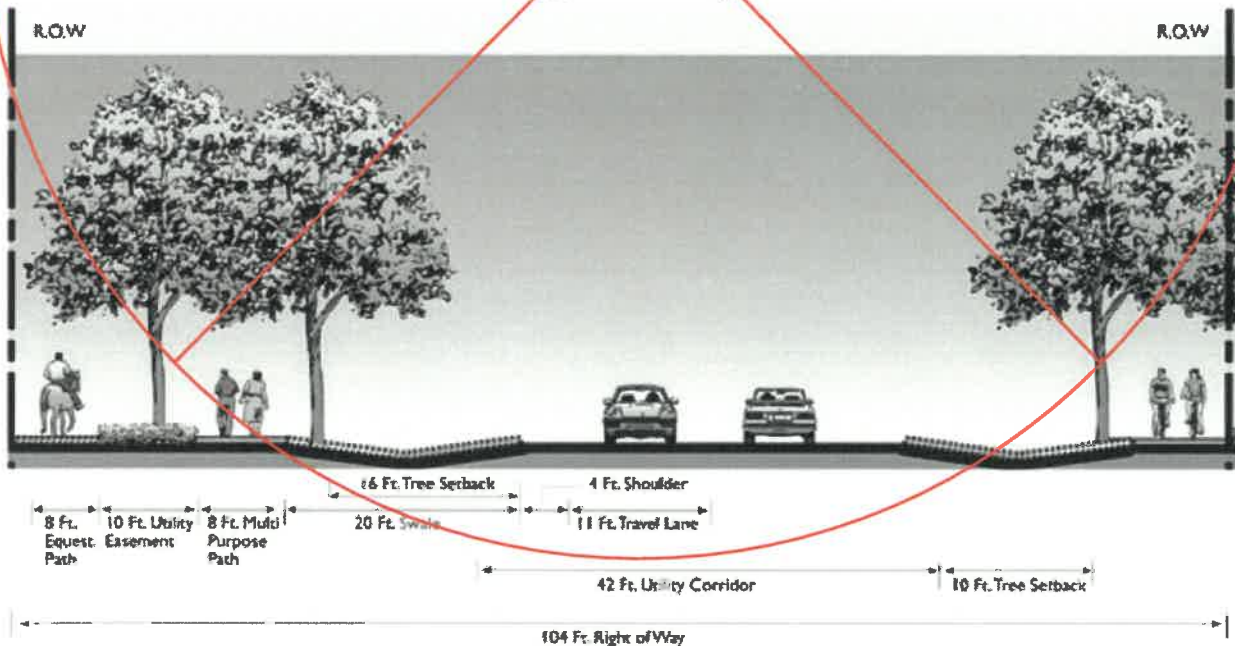 R.O.W
R.O.W
16 Ft. Tree Setback
4 Ft. Shoulder
8 Ft.
Equest.
Path
10 Ft. Utility
Easement
8 Ft. Multi
Purpose
Path
20 Ft. Swale
11 Ft. Travel Lane
42 Ft. Utility Corridor
10 Ft. Tree Setback
104 Ft. Right of Way